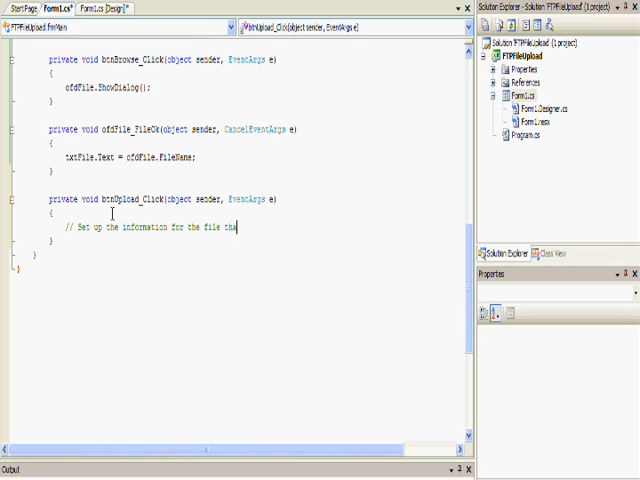 Start Page Form1.cs* Form1.cs [Design]*
FTPFileUpload.frmMain btnUpload_Click(object sender, EventArgs e)
private void btnBrowse_Click(object sender, EventArgs e)
{
ofdFile.ShowDialog();
}
private void ofdFile_FileOk(object sender, CancelEventArgs e)
{
txtFile.Text = ofdFile.FileName;
}
private void btnUpload_Click(object sender, EventArgs e)
{
// Set up the information for the file tha
}
}
}
Output
Solution Explorer - Solution 'FTPFileUpload' (1 project)
Solution 'FTPFileUpload' (1 project)
FTPFileUpload
Properties
References
Form1.cs
Form1.Designer.cs
Form1.resx
Program.cs
Solution Explorer Class View
Properties